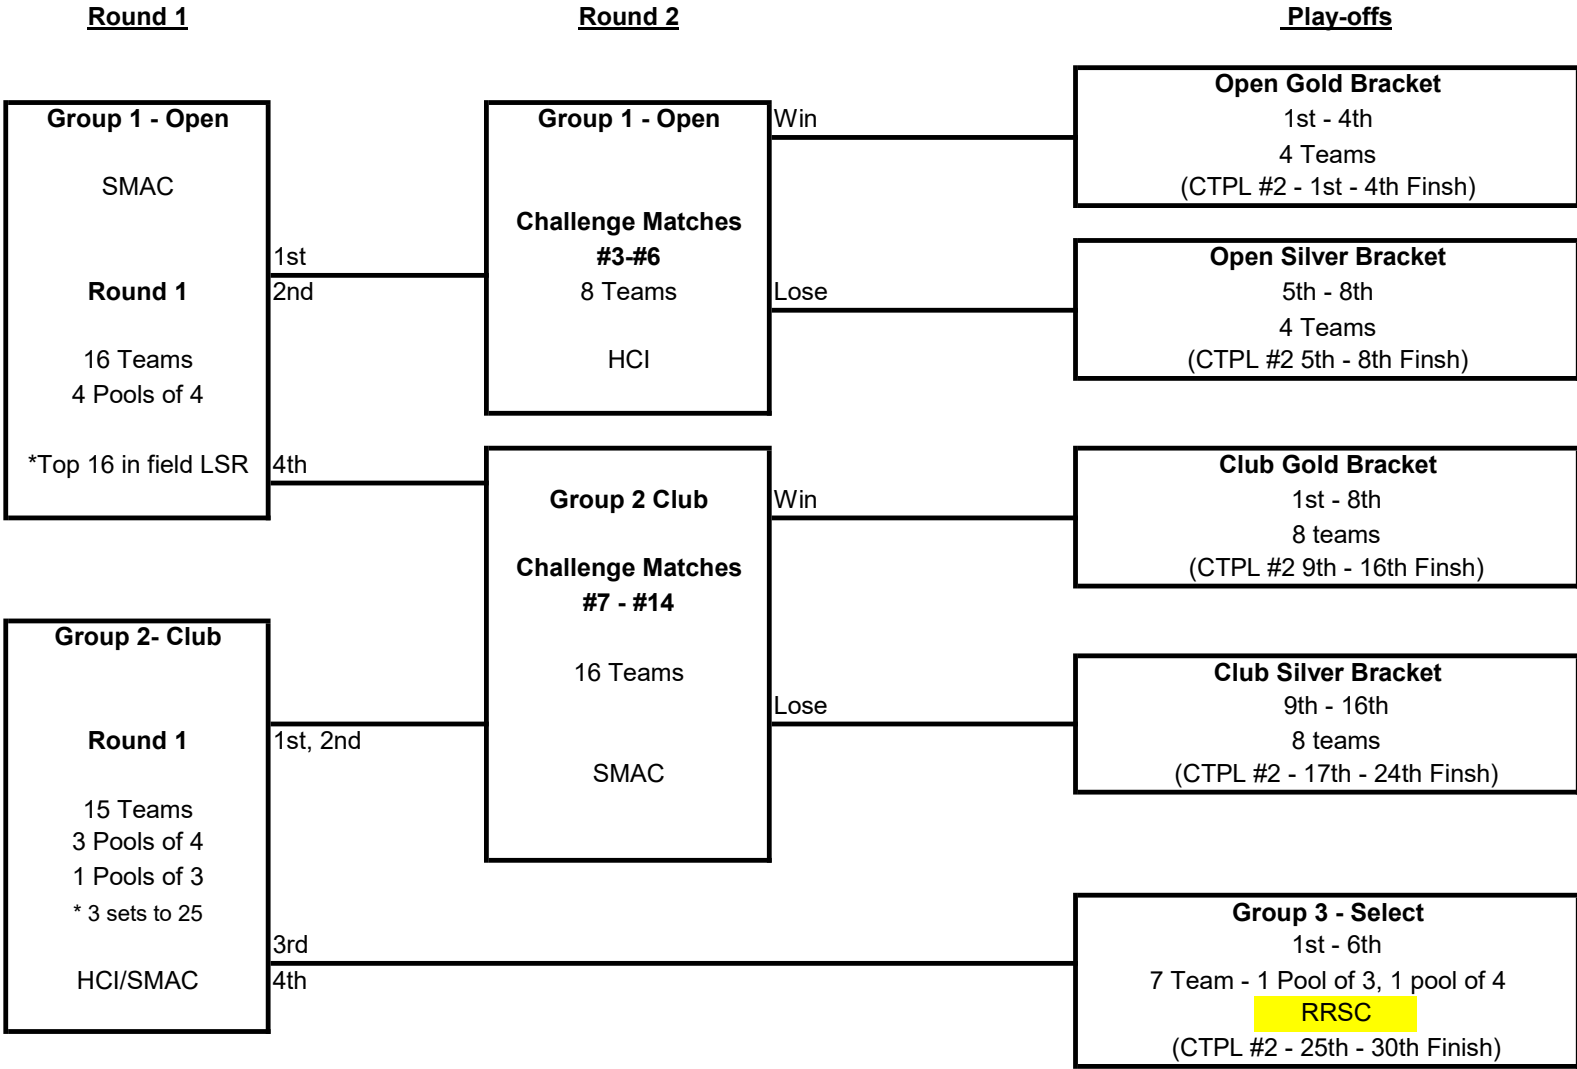 Round 1
Round 2
Play-offs
Group 1 - Open
SMAC
Round 1
16 Teams
4 Pools of 4
*Top 16 in field LSR
1st
2nd
4th
Group 2- Club
Round 1
15 Teams
3 Pools of 4
1 Pools of 3
* 3 sets to 25
HCI/SMAC
1st, 2nd
3rd
4th
Group 1 - Open
Challenge Matches
#3-#6
8 Teams
HCI
Win
Lose
Group 2 Club
Challenge Matches
#7 - #14
16 Teams
SMAC
Win
Lose
Open Gold Bracket
1st - 4th
4 Teams
(CTPL #2 - 1st - 4th Finsh)
Open Silver Bracket
5th - 8th
4 Teams
(CTPL #2 5th - 8th Finsh)
Club Gold Bracket
1st - 8th
8 teams
(CTPL #2 9th - 16th Finsh)
Club Silver Bracket
9th - 16th
8 teams
(CTPL #2 - 17th - 24th Finsh)
Group 3 - Select
1st - 6th
7 Team - 1 Pool of 3, 1 pool of 4
RRSC
(CTPL #2 - 25th - 30th Finish)